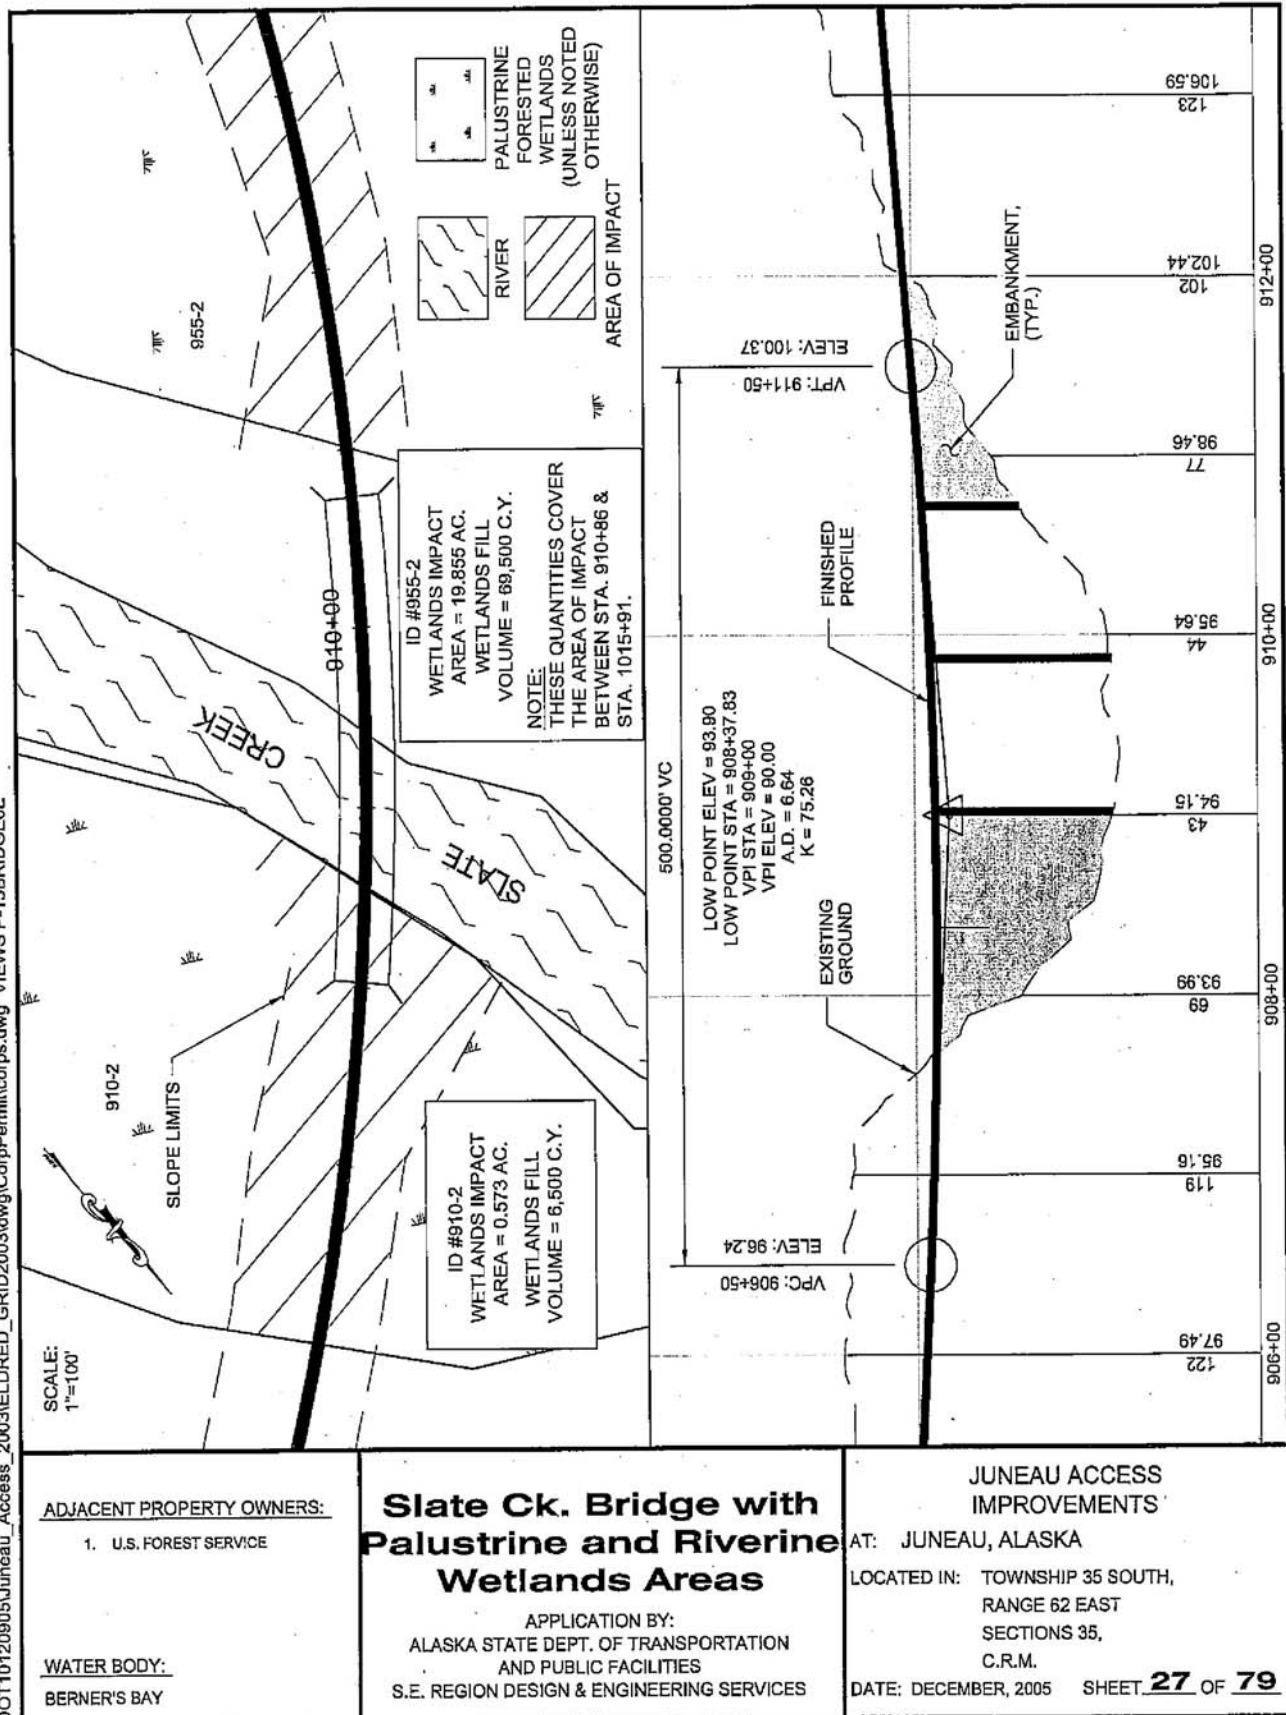 SCALE:
1"=100'
910-2
SLOPE LIMITS
955-2
SLATE
CREEK
910+00
PALUSTRINE
FORESTED
WETLANDS
(UNLESS NOTED
OTHERWISE)
RIVER
AREA OF IMPACT
ID #910-2
WETLANDS IMPACT
AREA = 0.573 AC.
WETLANDS FILL
VOLUME = 6,500 C.Y.
ID #955-2
WETLANDS IMPACT
AREA = 19.855 AC.
WETLANDS FILL
VOLUME = 69,500 C.Y.
NOTE:
THESE QUANTITIES COVER
THE AREA OF IMPACT
BETWEEN STA. 910+86 &
STA. 1015+91.
500.0000' VC
LOW POINT ELEV = 93.90
LOW POINT STA = 908+37.83
VPI STA = 909+00
VPI ELEV = 90.00
A.D. = 6.64
K = 75.26
VPC: 906+50
ELEV: 96.24
VPT: 911+50
ELEV: 100.37
EXISTING
GROUND
FINISHED
PROFILE
EMBANKMENT,
(TYP.)
122
97.49
119
95.16
69
93.99
43
94.15
44
95.64
77
98.46
102
102.44
123
106.59
906+00
908+00
910+00
912+00
ADJACENT PROPERTY OWNERS:
1. U.S. FOREST SERVICE
WATER BODY:
BERNER'S BAY
Slate Ck. Bridge with
Palustrine and Riverine
Wetlands Areas
APPLICATION BY:
ALASKA STATE DEPT. OF TRANSPORTATION
AND PUBLIC FACILITIES
S.E. REGION DESIGN & ENGINEERING SERVICES
JUNEAU ACCESS
IMPROVEMENTS
AT: JUNEAU, ALASKA
LOCATED IN: TOWNSHIP 35 SOUTH,
RANGE 62 EAST
SECTIONS 35,
C.R.M.
DATE: DECEMBER, 2005 SHEET 27 OF 79